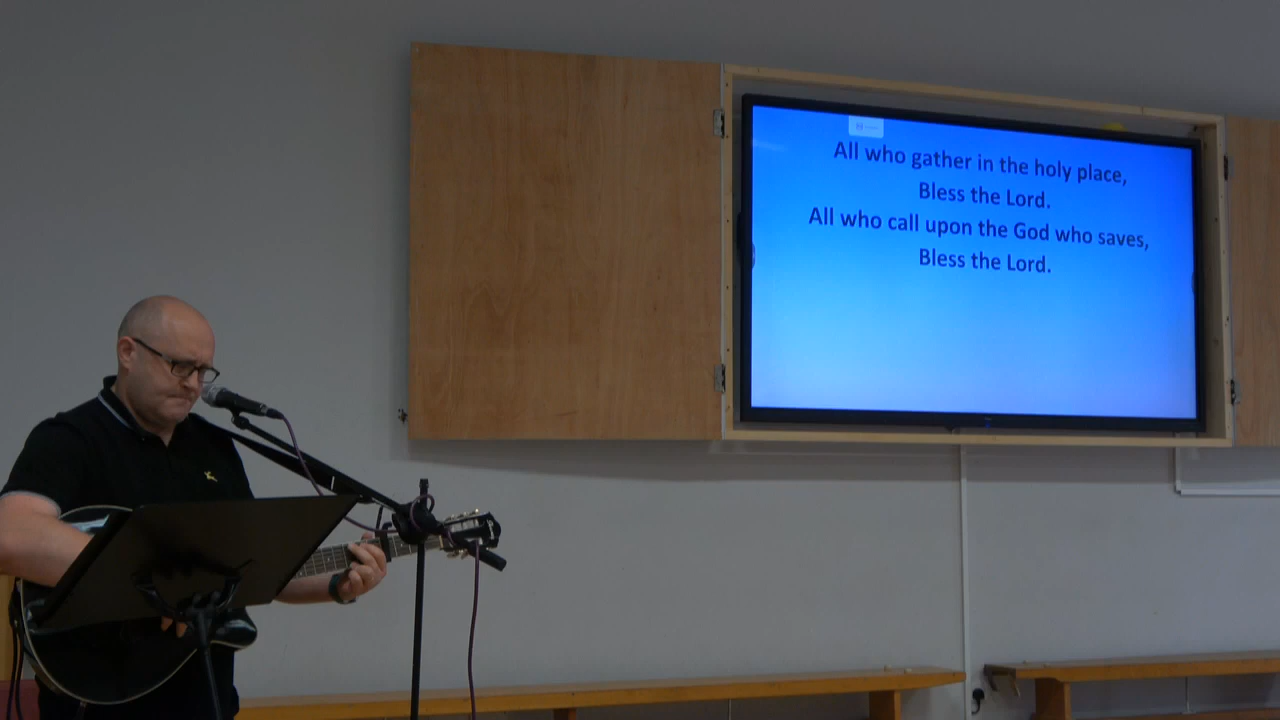 All who gather in the holy place,
Bless the Lord.
All who call upon the God who saves,
Bless the Lord.